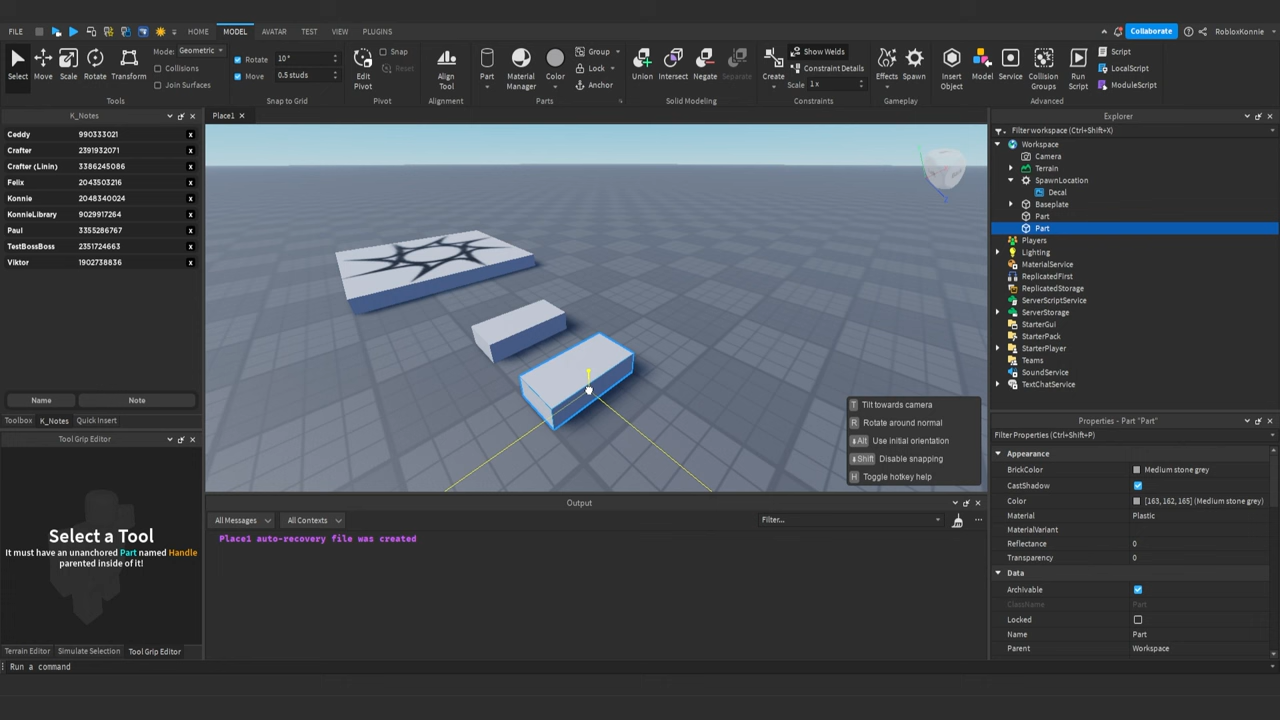 FILE HOME MODEL AVATAR TEST VIEW PLUGINS Collaborate RobloxKonnie
Select Move Scale Rotate Transform
Mode: Geometric
Collisions
Join Surfaces
Tools
Rotate 10°
Move 0.5 studs
Snap to Grid
Edit Pivot
Snap
Reset
Pivot
Align Tool
Alignment
Part Material Manager Color
Group
Lock
Anchor
Parts
Union Intersect Negate Separate
Solid Modeling
Create
Show Welds
Constraint Details
Scale 1 x
Constraints
Effects Spawn
Gameplay
Insert Object Model Service Collision Groups Run Script
Script
LocalScript
ModuleScript
Advanced
K_Notes
Ceddy 990333021 x
Crafter 2391932071 x
Crafter (Linin) 3386245086 x
Felix 2043503216 x
Konnie 2048340024 x
KonnieLibrary 9029917264 x
Paul 3355286767 x
TestBossBoss 2351724663 x
Viktor 1902738836 x
Name Note
Toolbox K_Notes Quick Insert
Tool Grip Editor
Select a Tool
It must have an unanchored Part named Handle
parented inside of it!
Terrain Editor Simulate Selection Tool Grip Editor
Run a command
Place1 x
T Tilt towards camera
R Rotate around normal
Alt Use initial orientation
Shift Disable snapping
H Toggle hotkey help
Output
All Messages All Contexts Filter...
Place1 auto-recovery file was created
Explorer
Filter workspace (Ctrl+Shift+X)
Workspace
Camera
Terrain
SpawnLocation
Decal
Baseplate
Part
Part
Players
Lighting
MaterialService
ReplicatedFirst
ReplicatedStorage
ServerScriptService
ServerStorage
StarterGui
StarterPack
StarterPlayer
Teams
SoundService
TextChatService
Properties - Part "Part"
Filter Properties (Ctrl+Shift+P)
Appearance
BrickColor Medium stone grey
CastShadow
Color [163, 162, 165] (Medium stone grey)
Material Plastic
MaterialVariant
Reflectance 0
Transparency 0
Data
Archivable
ClassName Part
Locked
Name Part
Parent Workspace